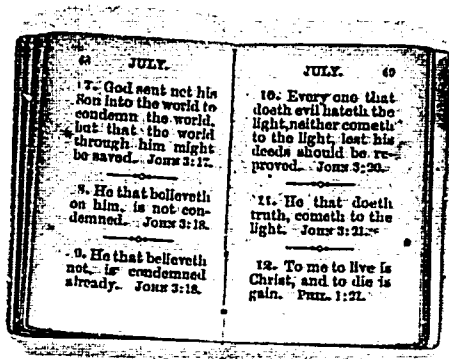 68 JULY.
7. God sent not his
Son into the world to
condemn the world,
but that the world
through him might
be saved. JOHN 3:17.
8. He that believeth
on him, is not con-
demned. JOHN 3:18.
9. He that believeth
not, is condemned
already. JOHN 3:18.
JULY. 69
10. Every one that
doeth evil hateth the
light, neither cometh
to the light, lest his
deeds should be re-
proved. JOHN 3:20.
11. He that doeth
truth, cometh to the
light. JOHN 3:21.
12. To me to live is
Christ, and to die is
gain. PHIL. 1:21.